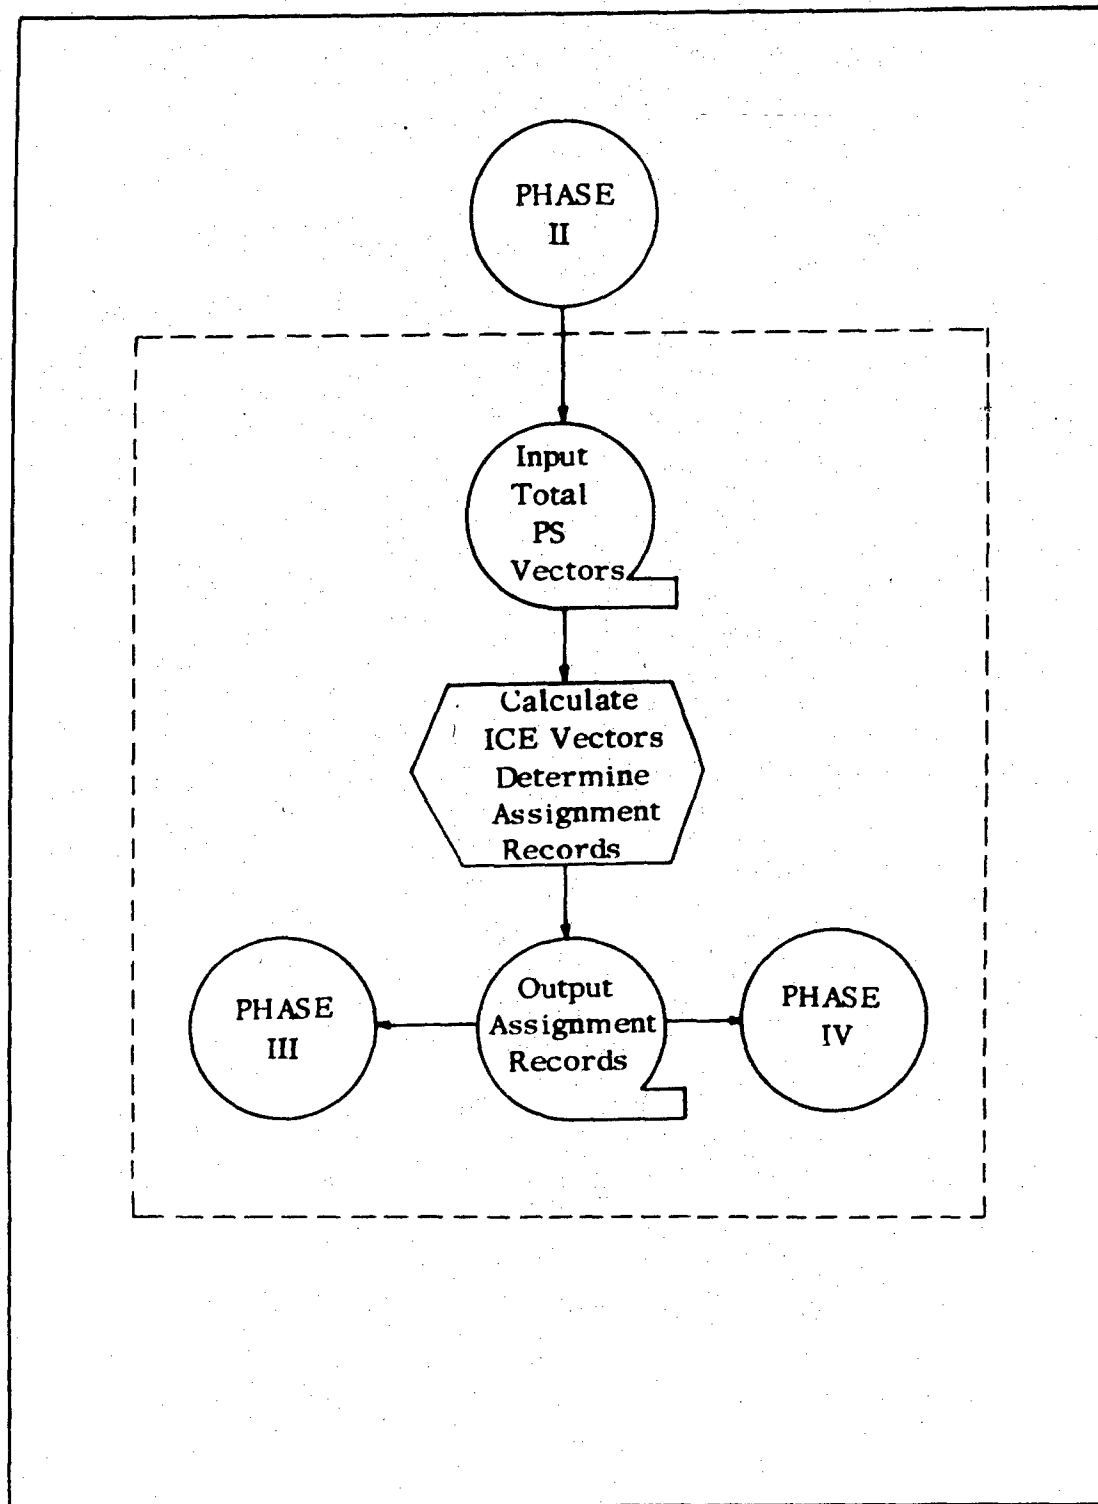 PHASE
II
Input
Total
PS
Vectors
Calculate
ICE Vectors
Determine
Assignment
Records
PHASE
III
Output
Assignment
Records
PHASE
IV